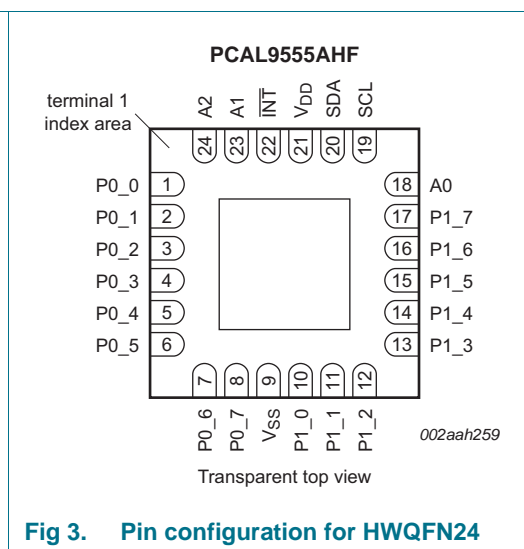 PCAL9555AHF
terminal 1
index area
A2
A1
INT
VDD
SDA
SCL
24
23
22
21
20
19
P0_0 1
P0_1 2
P0_2 3
P0_3 4
P0_4 5
P0_5 6
18 A0
17 P1_7
16 P1_6
15 P1_5
14 P1_4
13 P1_3
7
8
9
10
11
12
P0_6
P0_7
VSS
P1_0
P1_1
P1_2
002aah259
Transparent top view
Fig 3. Pin configuration for HWQFN24